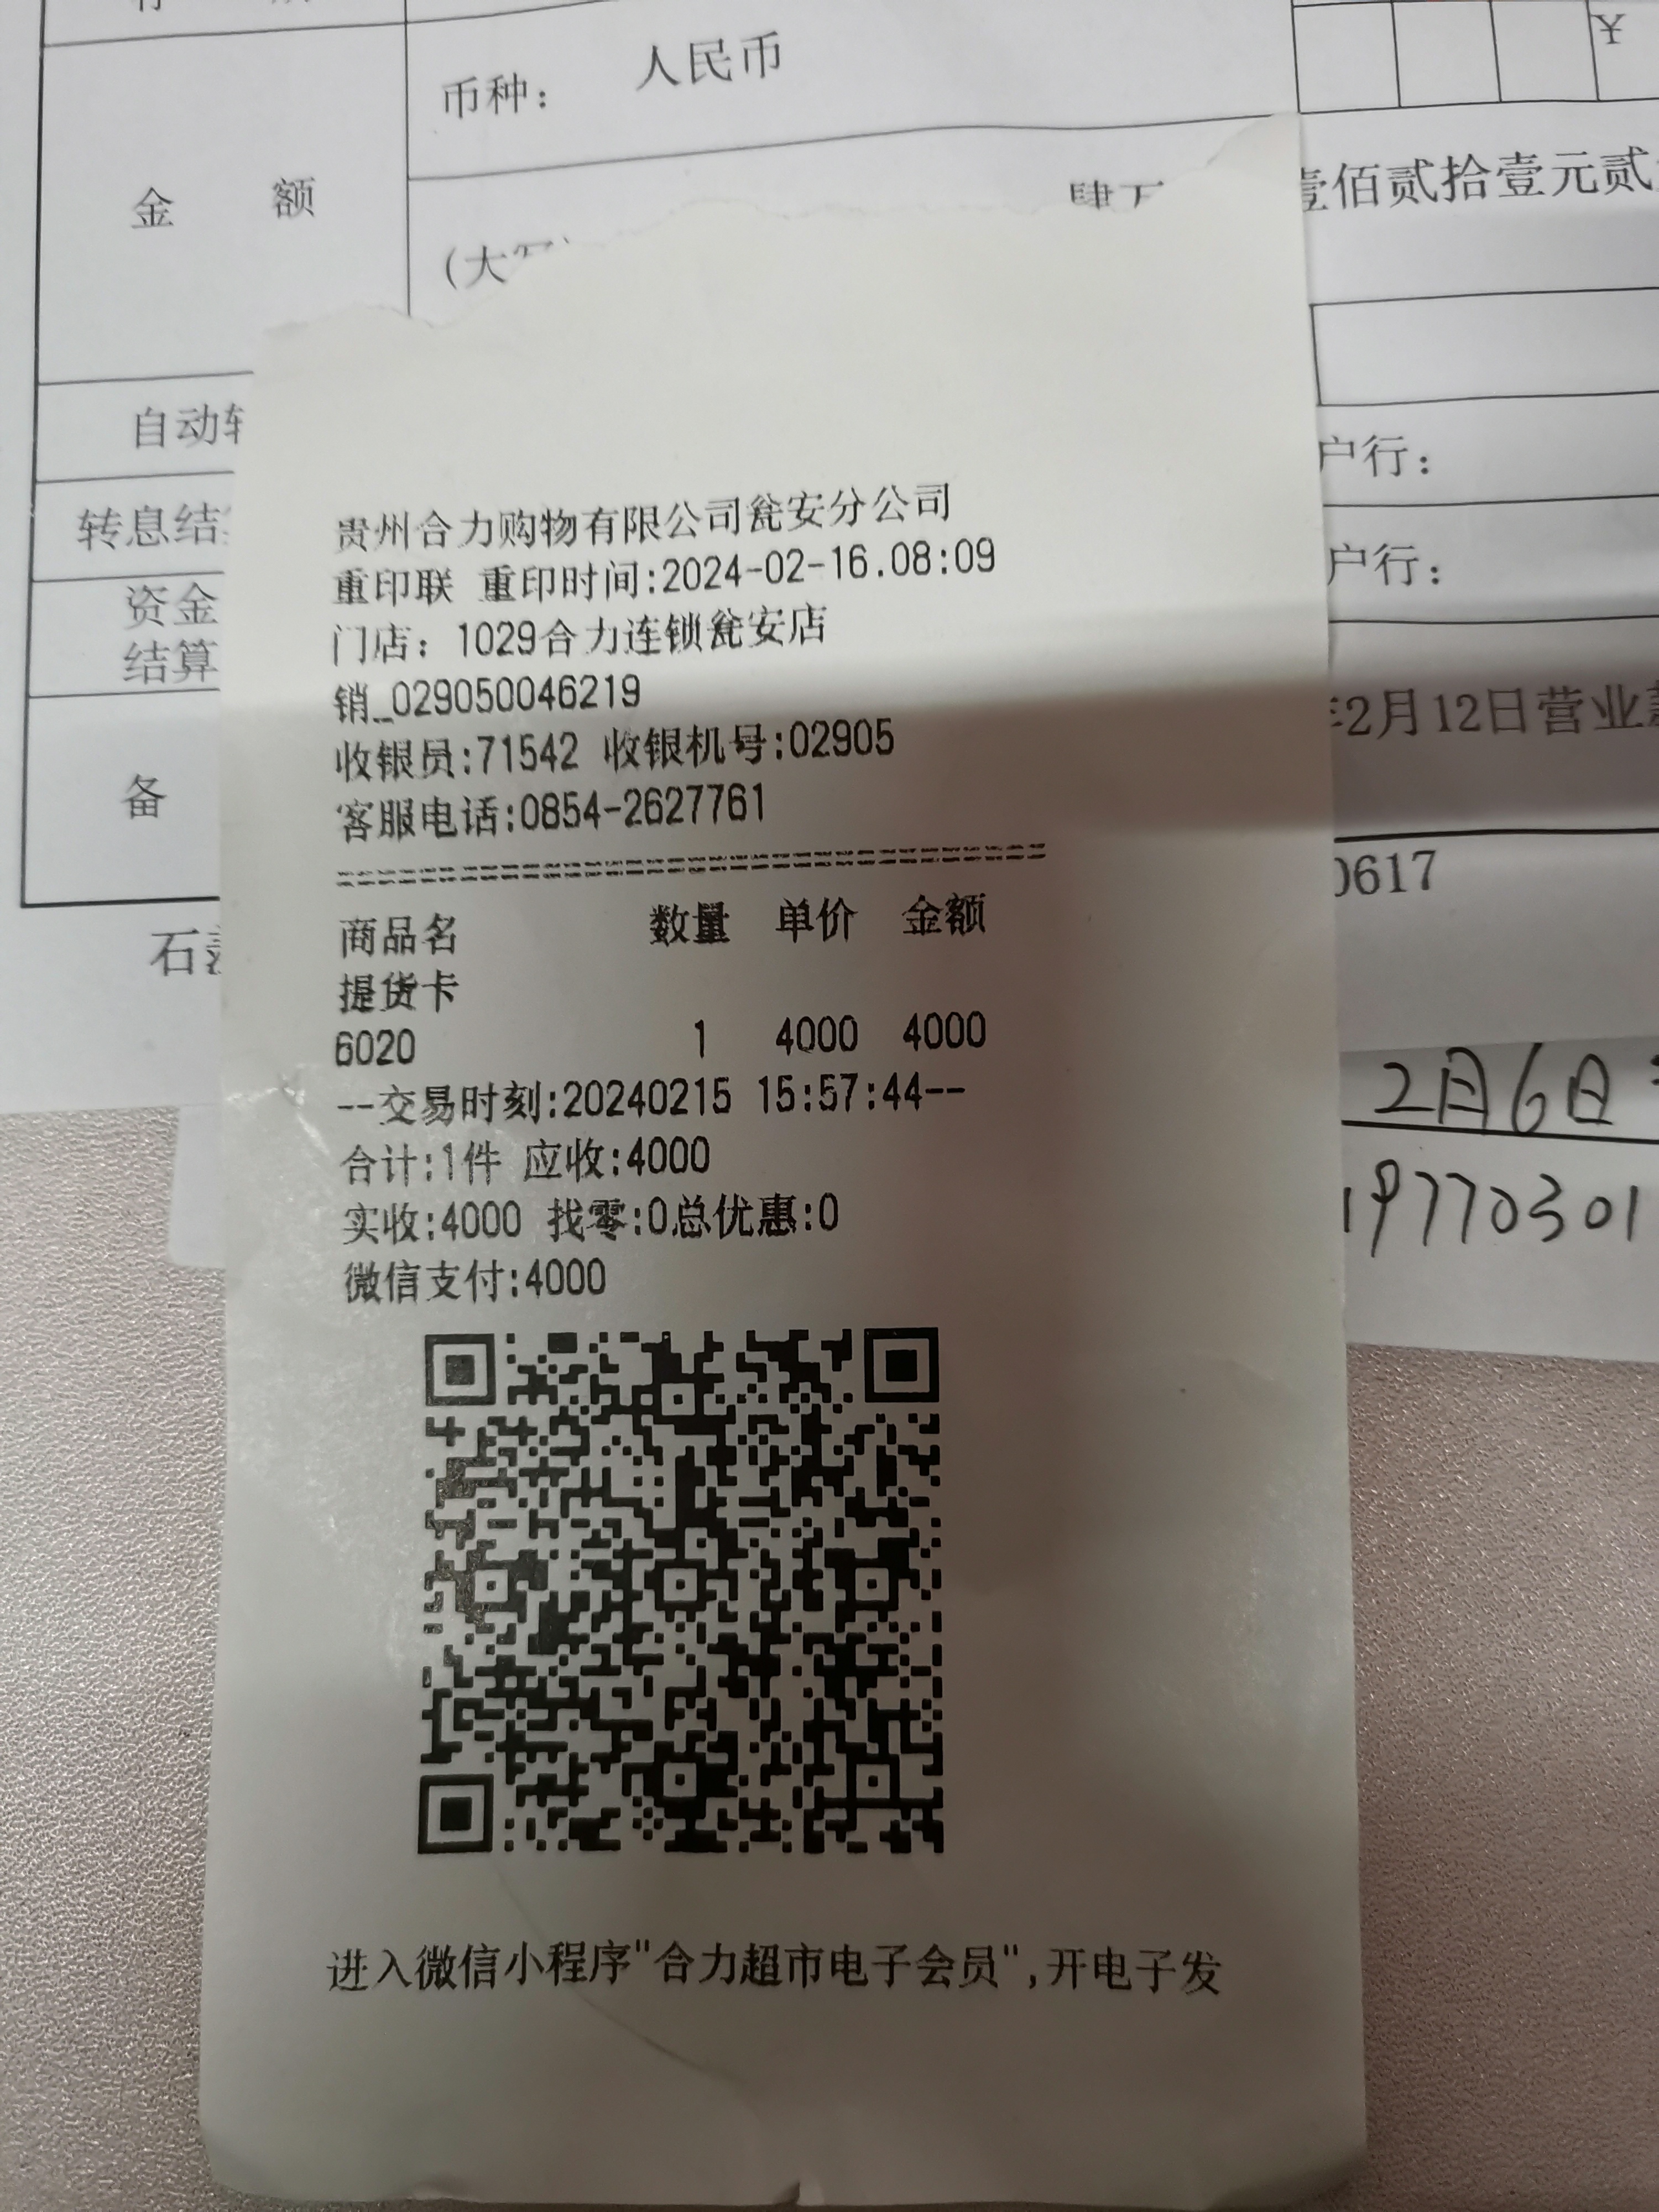 币种： 人民币
¥
金 额
壹佰贰拾壹元贰
(大
自动转
户行：
转息结
户行：
资金
结算
年2月12日营业款
备
0617
石
2月6日
19770301
贵州合力购物有限公司瓮安分公司
重印联 重印时间:2024-02-16.08:09
门店：1029合力连锁瓮安店
销_029050046219
收银员:71542 收银机号:02905
客服电话:0854-2627761
==================================
商品名 数量 单价 金额
提货卡
6020 1 4000 4000
--交易时刻:20240215 15:57:44--
合计:1件 应收:4000
实收:4000 找零:0总优惠:0
微信支付:4000
进入微信小程序"合力超市电子会员",开电子发